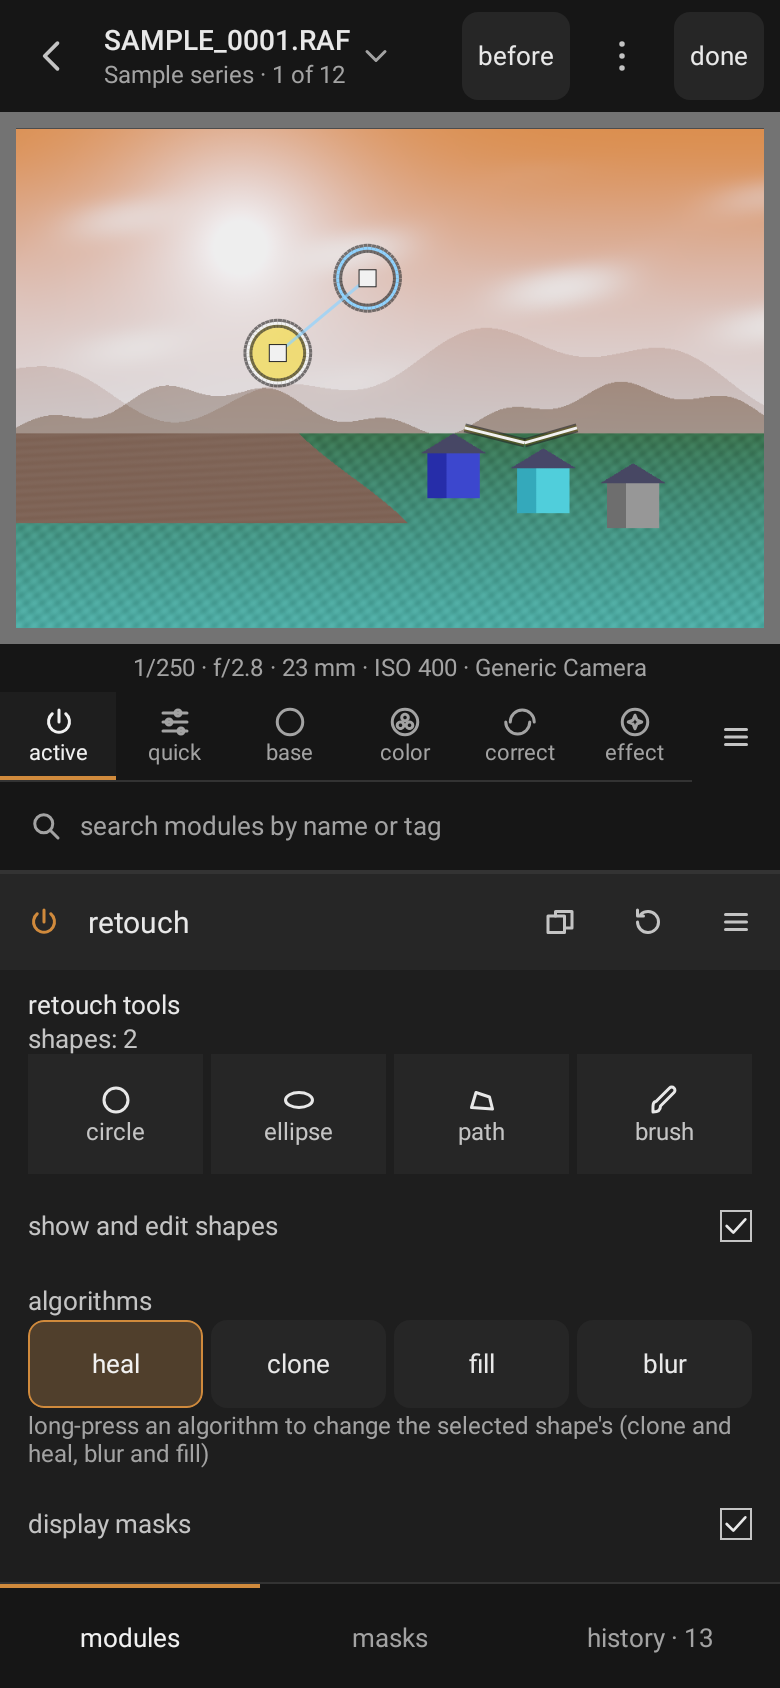 SAMPLE_0001.RAF
Sample series · 1 of 12
before
done
1/250 · f/2.8 · 23 mm · ISO 400 · Generic Camera
active
quick
base
color
correct
effect
search modules by name or tag
retouch
retouch tools
shapes: 2
circle
ellipse
path
brush
show and edit shapes
algorithms
heal
clone
fill
blur
long-press an algorithm to change the selected shape's (clone and
heal, blur and fill)
display masks
modules
masks
history · 13